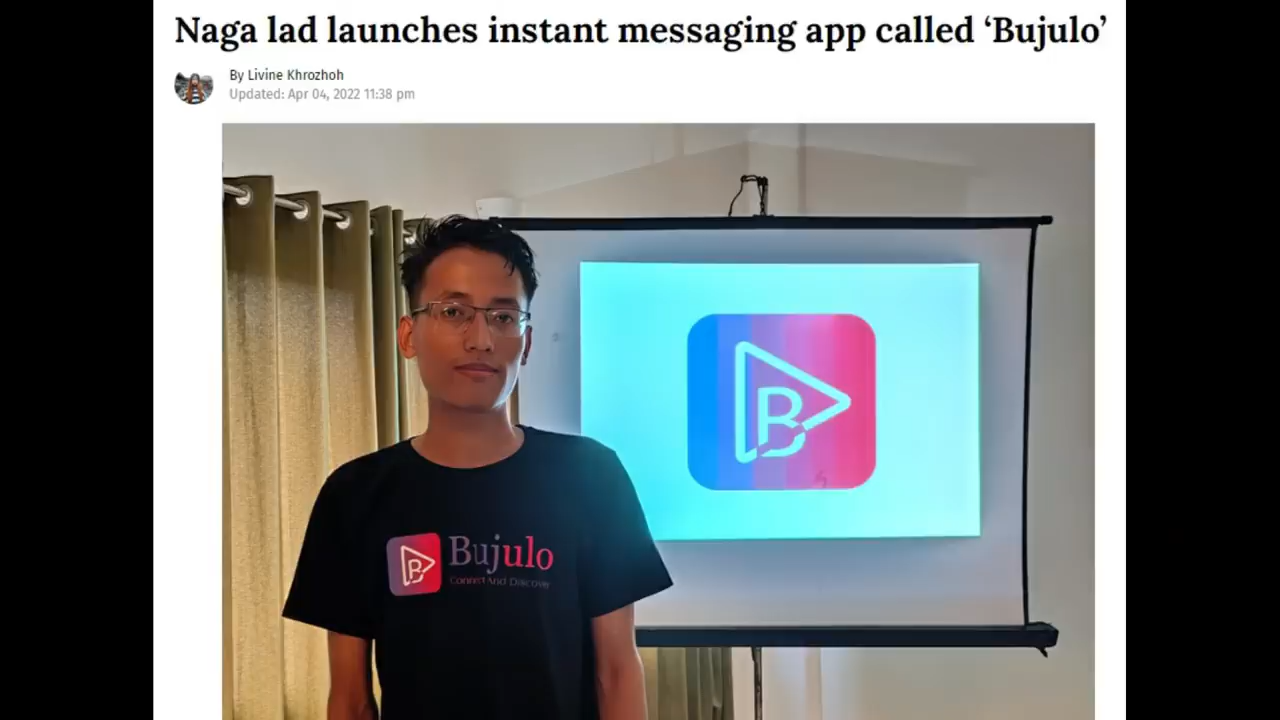 Naga lad launches instant messaging app called ‘Bujulo’
By Livine Khrozhoh
Updated: Apr 04, 2022 11:38 pm
B
B Bujulo
Connect And Discover